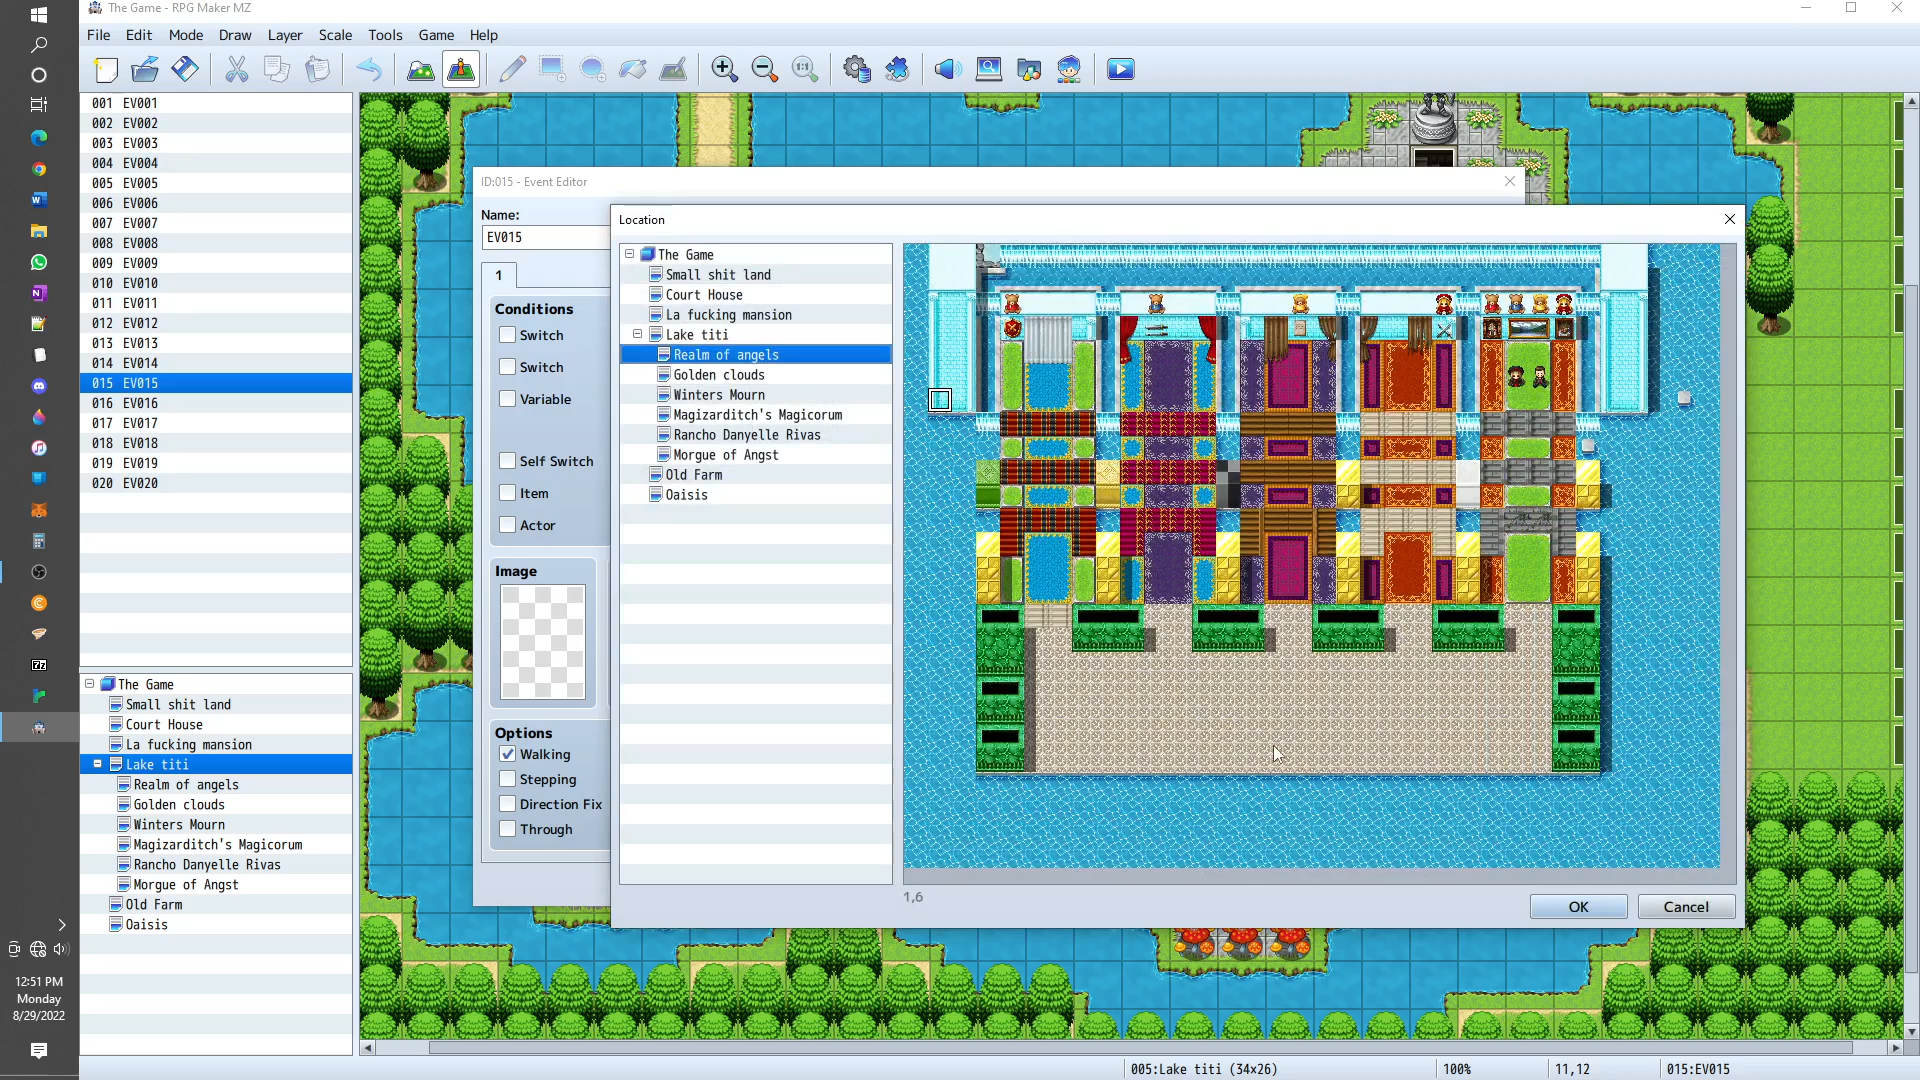 The Game - RPG Maker MZ
File Edit Mode Draw Layer Scale Tools Game Help
1:1
001 EV001
002 EV002
003 EV003
004 EV004
005 EV005
006 EV006
007 EV007
008 EV008
009 EV009
010 EV010
011 EV011
012 EV012
013 EV013
014 EV014
015 EV015
016 EV016
017 EV017
018 EV018
019 EV019
020 EV020
The Game
Small shit land
Court House
La fucking mansion
Lake titi
Realm of angels
Golden clouds
Winters Mourn
Magizarditch's Magicorum
Rancho Danyelle Rivas
Morgue of Angst
Old Farm
Oaisis
ID:015 - Event Editor
Name:
EV015
1
Conditions
Switch
Switch
Variable
Self Switch
Item
Actor
Image
Options
Walking
Stepping
Direction Fix
Through
Location
The Game
Small shit land
Court House
La fucking mansion
Lake titi
Realm of angels
Golden clouds
Winters Mourn
Magizarditch's Magicorum
Rancho Danyelle Rivas
Morgue of Angst
Old Farm
Oaisis
1,6
OK
Cancel
12:51 PM
Monday
8/29/2022
005:Lake titi (34x26)
100%
11,12
015:EV015